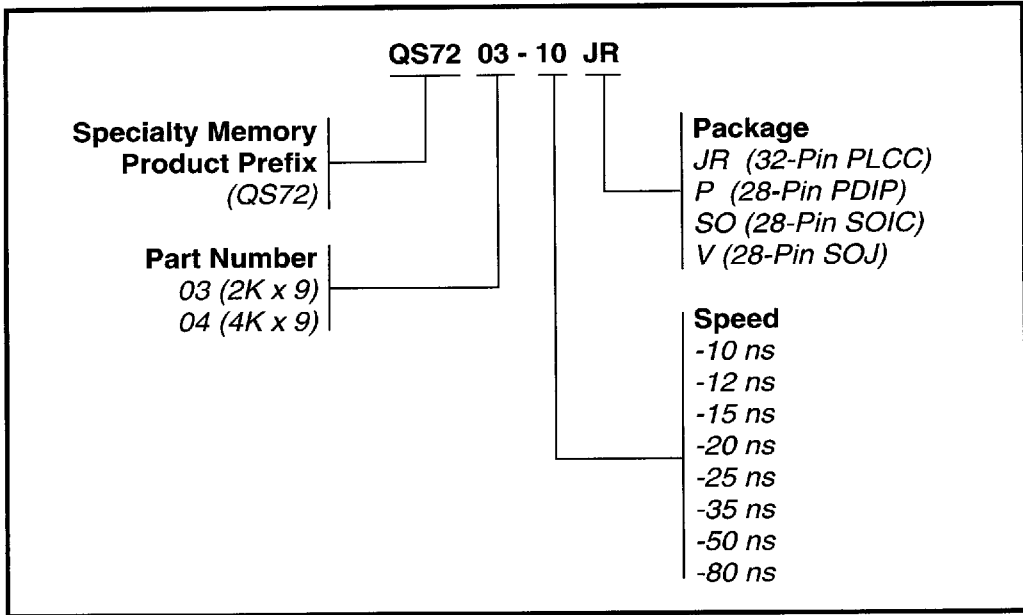 QS72 03 - 10 JR
Specialty Memory
Product Prefix
(QS72)
Part Number
03 (2K x 9)
04 (4K x 9)
Package
JR (32-Pin PLCC)
P (28-Pin PDIP)
SO (28-Pin SOIC)
V (28-Pin SOJ)
Speed
-10 ns
-12 ns
-15 ns
-20 ns
-25 ns
-35 ns
-50 ns
-80 ns